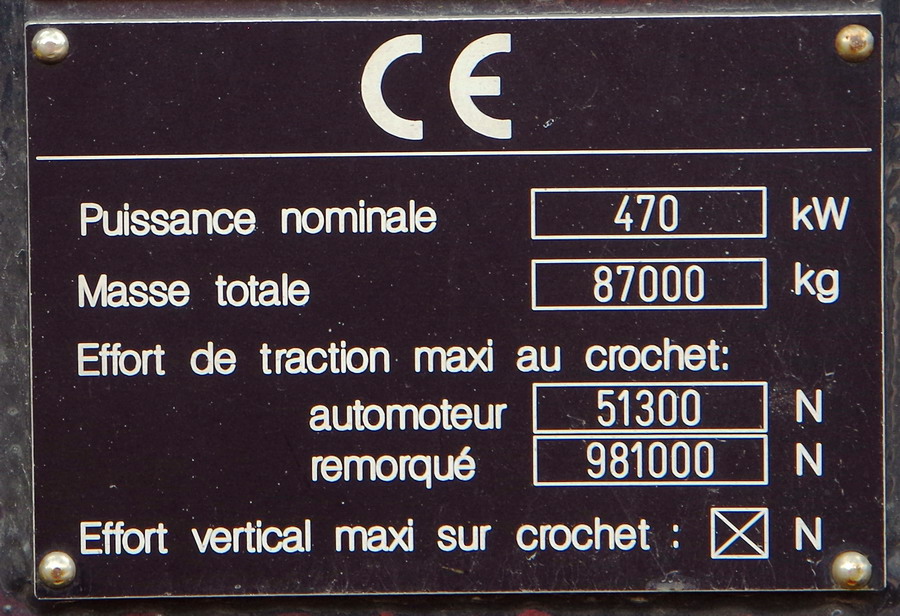 CE
Puissance nominale 470 kW
Masse totale 87000 kg
Effort de traction maxi au crochet:
automoteur 51300 N
remorqué 981000 N
Effort vertical maxi sur crochet : N